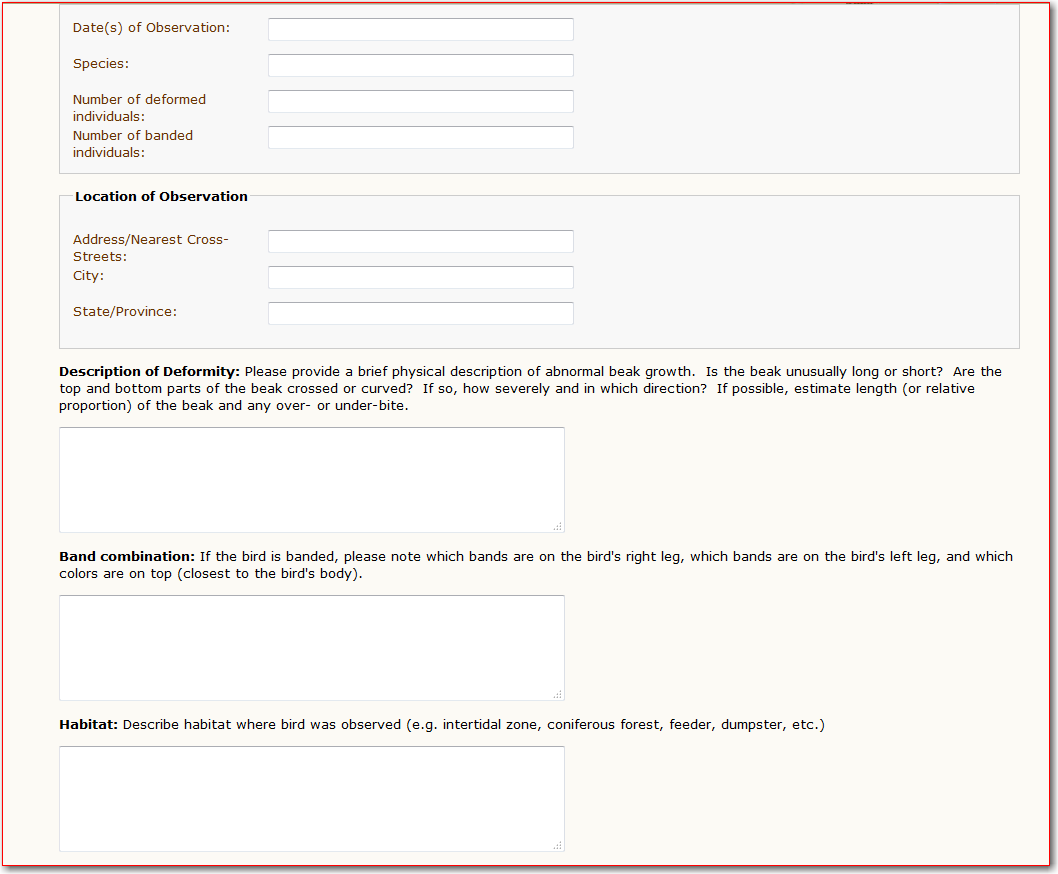 Date(s) of Observation:
Species:
Number of deformed
individuals:
Number of banded
individuals:
Location of Observation
Address/Nearest Cross-
Streets:
City:
State/Province:
Description of Deformity: Please provide a brief physical description of abnormal beak growth.  Is the beak unusually long or short?  Are the
top and bottom parts of the beak crossed or curved?  If so, how severely and in which direction?  If possible, estimate length (or relative
proportion) of the beak and any over- or under-bite.
Band combination: If the bird is banded, please note which bands are on the bird's right leg, which bands are on the bird's left leg, and which
colors are on top (closest to the bird's body).
Habitat: Describe habitat where bird was observed (e.g. intertidal zone, coniferous forest, feeder, dumpster, etc.)